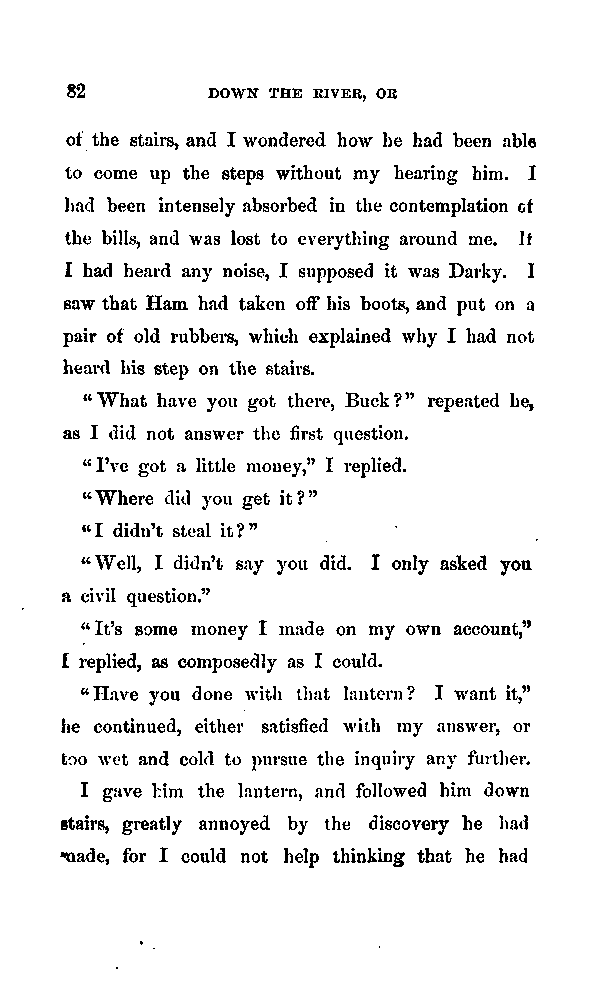 82 DOWN THE RIVER, OR
of the stairs, and I wondered how he had been able
to come up the steps without my hearing him. I
had been intensely absorbed in the contemplation of
the bills, and was lost to everything around me. If
I had heard any noise, I supposed it was Darky. I
saw that Ham had taken off his boots, and put on a
pair of old rubbers, which explained why I had not
heard his step on the stairs.
"What have you got there, Buck?" repeated he,
as I did not answer the first question.
"I've got a little money," I replied.
"Where did you get it?"
"I didn't steal it?"
"Well, I didn't say you did. I only asked you
a civil question."
"It's some money I made on my own account,"
I replied, as composedly as I could.
"Have you done with that lantern? I want it,"
he continued, either satisfied with my answer, or
too wet and cold to pursue the inquiry any further.
I gave him the lantern, and followed him down
stairs, greatly annoyed by the discovery he had
made, for I could not help thinking that he had